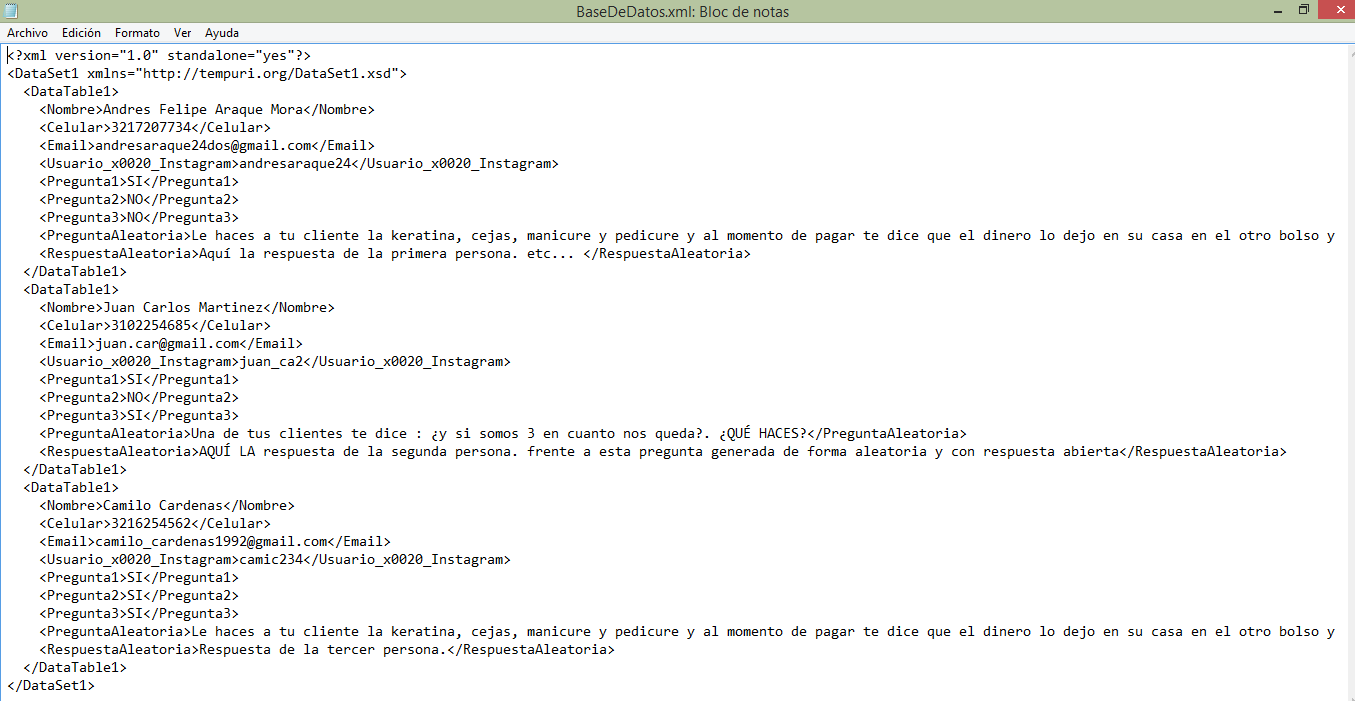 BaseDeDatos.xml: Bloc de notas
Archivo Edición Formato Ver Ayuda
<?xml version="1.0" standalone="yes"?>
<DataSet1 xmlns="http://tempuri.org/DataSet1.xsd">
  <DataTable1>
    <Nombre>Andres Felipe Araque Mora</Nombre>
    <Celular>3217207734</Celular>
    <Email>andresaraque24dos@gmail.com</Email>
    <Usuario_x0020_Instagram>andresaraque24</Usuario_x0020_Instagram>
    <Pregunta1>SI</Pregunta1>
    <Pregunta2>NO</Pregunta2>
    <Pregunta3>NO</Pregunta3>
    <PreguntaAleatoria>Le haces a tu cliente la keratina, cejas, manicure y pedicure y al momento de pagar te dice que el dinero lo dejo en su casa en el otro bolso y
    <RespuestaAleatoria>Aquí la respuesta de la primera persona. etc... </RespuestaAleatoria>
  </DataTable1>
  <DataTable1>
    <Nombre>Juan Carlos Martinez</Nombre>
    <Celular>3102254685</Celular>
    <Email>juan.car@gmail.com</Email>
    <Usuario_x0020_Instagram>juan_ca2</Usuario_x0020_Instagram>
    <Pregunta1>SI</Pregunta1>
    <Pregunta2>NO</Pregunta2>
    <Pregunta3>SI</Pregunta3>
    <PreguntaAleatoria>Una de tus clientes te dice : ¿y si somos 3 en cuanto nos queda?. ¿QUÉ HACES?</PreguntaAleatoria>
    <RespuestaAleatoria>AQUÍ LA respuesta de la segunda persona. frente a esta pregunta generada de forma aleatoria y con respuesta abierta</RespuestaAleatoria>
  </DataTable1>
  <DataTable1>
    <Nombre>Camilo Cardenas</Nombre>
    <Celular>3216254562</Celular>
    <Email>camilo_cardenas1992@gmail.com</Email>
    <Usuario_x0020_Instagram>camic234</Usuario_x0020_Instagram>
    <Pregunta1>SI</Pregunta1>
    <Pregunta2>SI</Pregunta2>
    <Pregunta3>SI</Pregunta3>
    <PreguntaAleatoria>Le haces a tu cliente la keratina, cejas, manicure y pedicure y al momento de pagar te dice que el dinero lo dejo en su casa en el otro bolso y
    <RespuestaAleatoria>Respuesta de la tercer persona.</RespuestaAleatoria>
  </DataTable1>
</DataSet1>